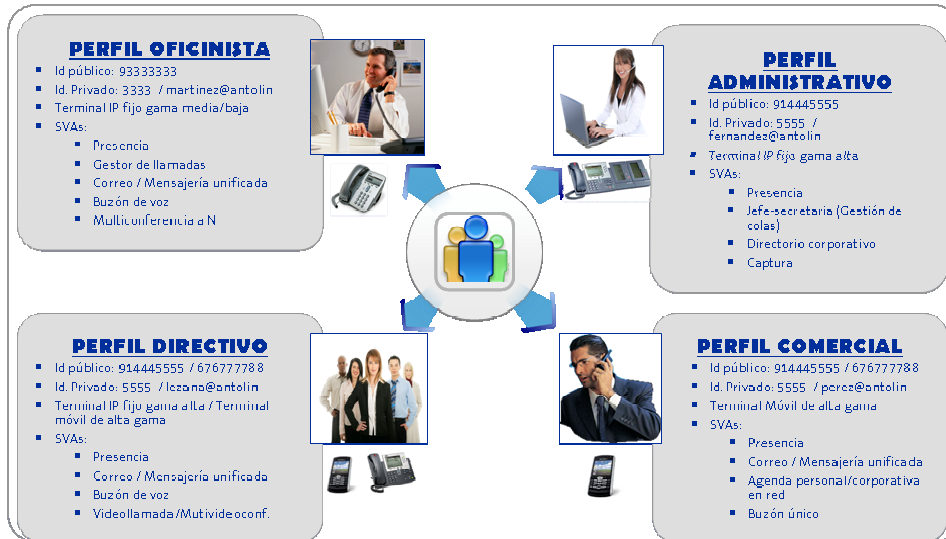 PERFIL OFICINISTA
Id público: 93333333
Id. Privado: 3333 / martinez@antolin
Terminal IP fijo gama media/baja
SVAs:
Presencia
Gestor de llamadas
Correo / Mensajería unificada
Buzón de voz
Multiconferencia a N
PERFIL
ADMINISTRATIVO
Id público: 914445555
Id. Privado: 5555 /
fernandez@antolin
Terminal IP fijo gama alta
SVAs:
Presencia
Jefe-secretaria (Gestión de
colas)
Directorio corporativo
Captura
PERFIL DIRECTIVO
Id público: 914445555 / 676777788
Id. Privado: 5555 / lozano@antolin
Terminal IP fijo gama alta / Terminal
móvil de alta gama
SVAs:
Presencia
Correo / Mensajería unificada
Buzón de voz
Videollamada/Mutivideoconf.
PERFIL COMERCIAL
Id público: 914445555 / 676777788
Id. Privado: 5555 / perez@antolin
Terminal Móvil de alta gama
SVAs:
Presencia
Correo / Mensajería unificada
Agenda personal/corporativa
en red
Buzón único